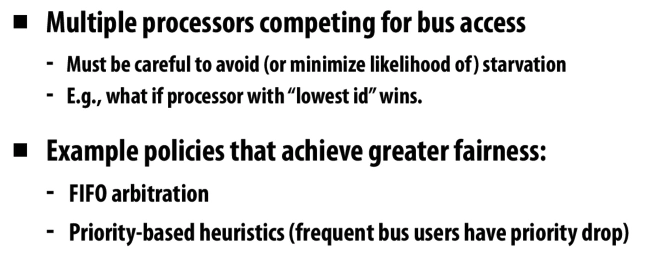 ■ Multiple processors competing for bus access
- Must be careful to avoid (or minimize likelihood of) starvation
- E.g., what if processor with “lowest id” wins.
■ Example policies that achieve greater fairness:
- FIFO arbitration
- Priority-based heuristics (frequent bus users have priority drop)